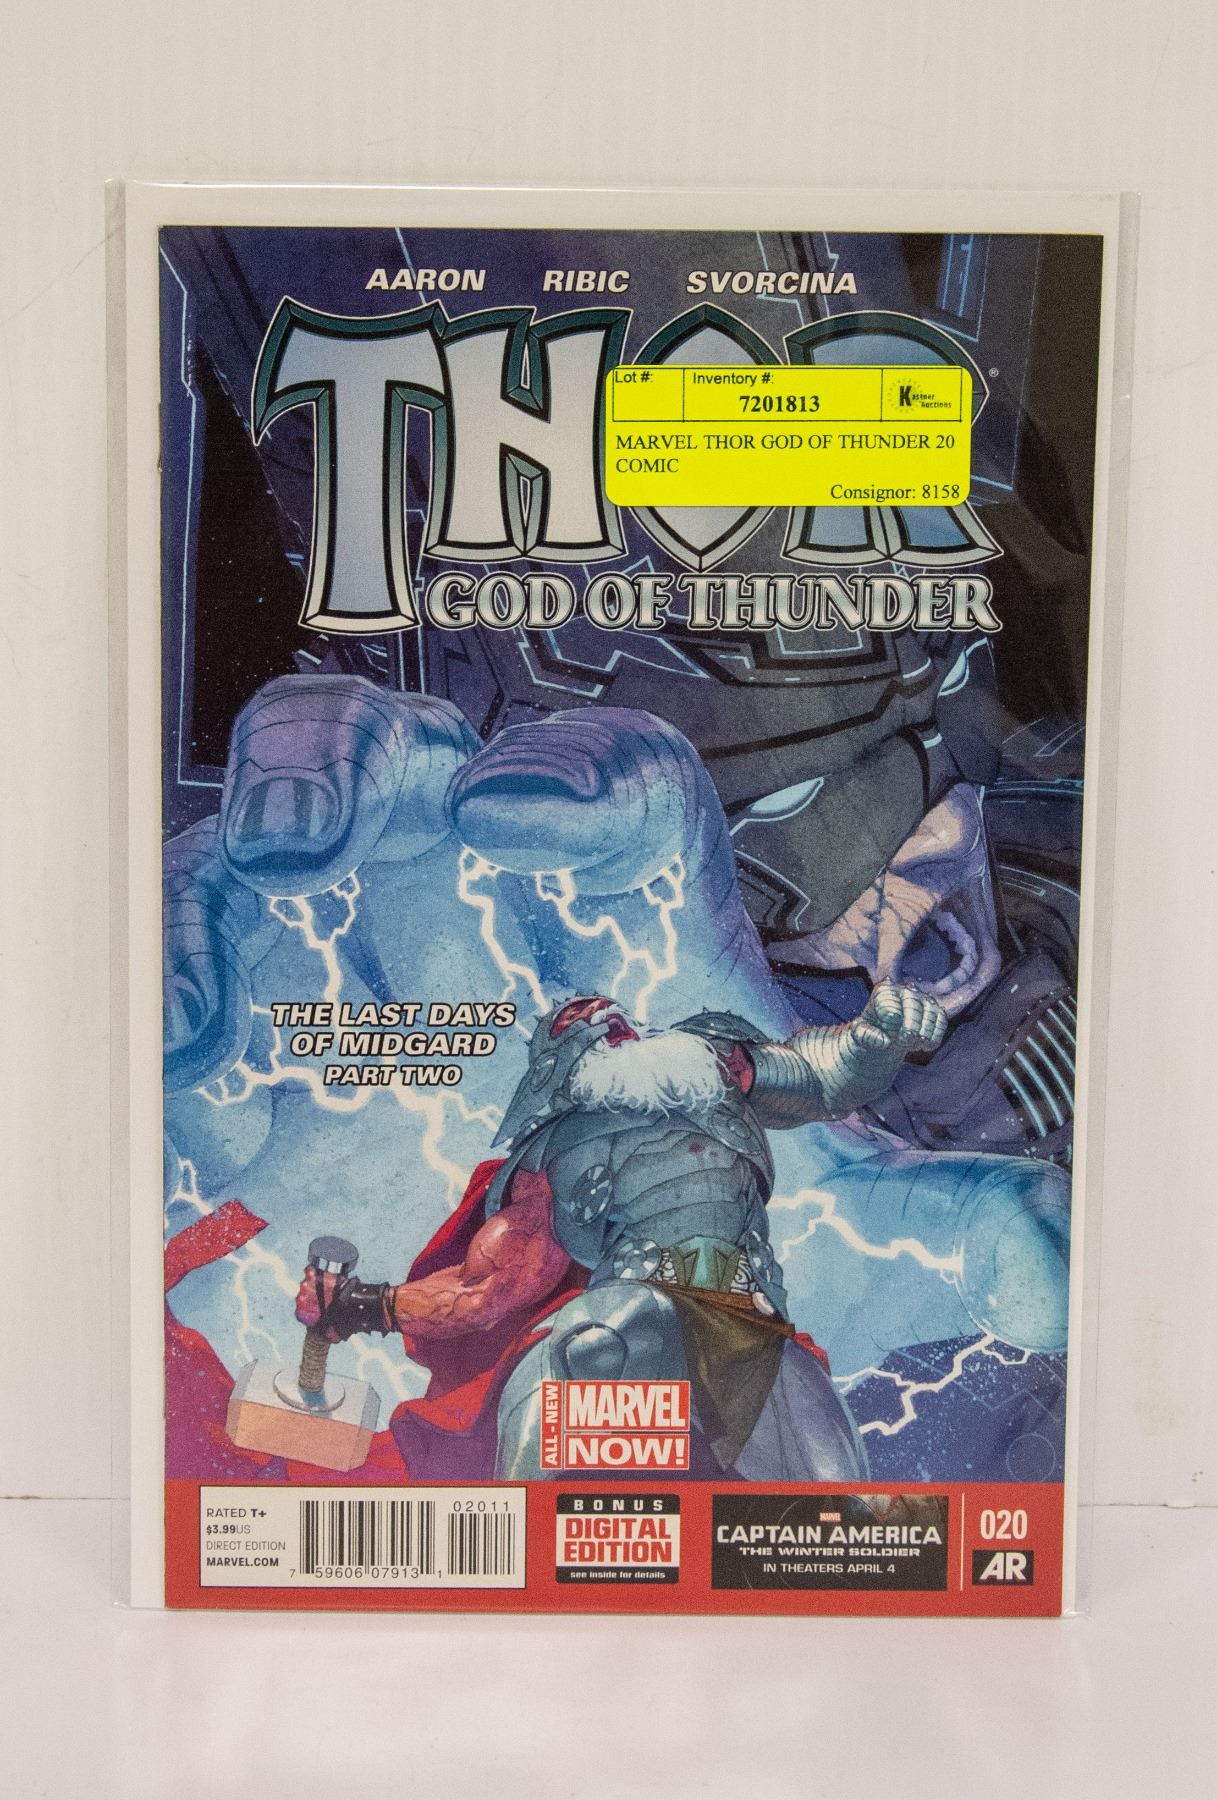 AARON RIBIC SVORCINA
THOR
®
Lot #: Inventory #:
7201813
Kastner Auctions
MARVEL THOR GOD OF THUNDER 20
COMIC
Consignor: 8158
GOD OF THUNDER
THE LAST DAYS
OF MIDGARD
PART TWO
ALL-NEW
MARVEL
NOW!
RATED T+
$3.99US
DIRECT EDITION
MARVEL.COM
02011
7 59606 07913 1
BONUS
DIGITAL
EDITION
see inside for details
MARVEL
CAPTAIN AMERICA
THE WINTER SOLDIER
IN THEATERS APRIL 4
020
AR